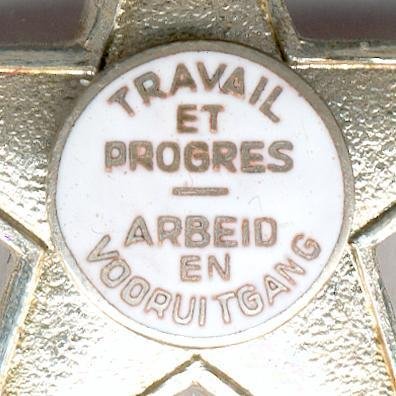 TRAVAIL
ET
PROGRES
ARBEID
EN
VOORUITGANG